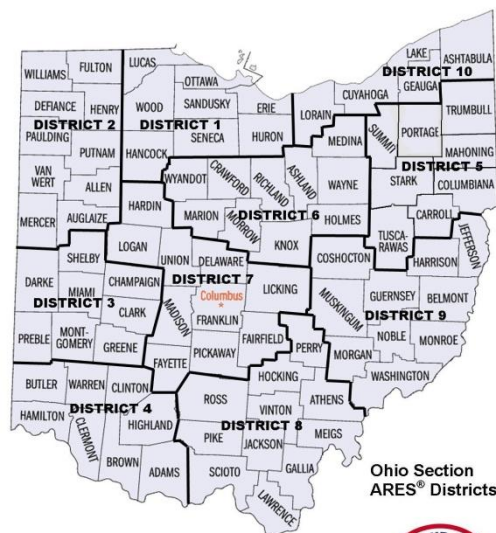 WILLIAMS
FULTON
LUCAS
OTTAWA
LAKE
ASHTABULA
DISTRICT 10
GEAUGA
CUYAHOGA
DEFIANCE
HENRY
WOOD
SANDUSKY
ERIE
LORAIN
TRUMBULL
DISTRICT 2
DISTRICT 1
MEDINA
SUMMIT
PORTAGE
PAULDING
PUTNAM
SENECA
HURON
MAHONING
HANCOCK
DISTRICT 5
VAN
WERT
ALLEN
WYANDOT
CRAWFORD
RICHLAND
ASHLAND
WAYNE
STARK
COLUMBIANA
HARDIN
MERCER
AUGLAIZE
MARION
MORROW
DISTRICT 6
HOLMES
TUSCA-
RAWAS
CARROLL
JEFFERSON
LOGAN
KNOX
COSHOCTON
HARRISON
SHELBY
UNION
DELAWARE
DARKE
CHAMPAIGN
DISTRICT 7
LICKING
MIAMI
DISTRICT 3
Columbus
MUSKINGUM
GUERNSEY
BELMONT
CLARK
MADISON
FRANKLIN
DISTRICT 9
PREBLE
MONT-
GOMERY
GREENE
FAIRFIELD
PERRY
NOBLE
MONROE
FAYETTE
PICKAWAY
MORGAN
BUTLER
WARREN
CLINTON
HOCKING
WASHINGTON
ROSS
ATHENS
HAMILTON
DISTRICT 4
CLERMONT
HIGHLAND
VINTON
DISTRICT 8
PIKE
MEIGS
JACKSON
BROWN
ADAMS
SCIOTO
GALLIA
LAWRENCE
Ohio Section
ARES® Districts